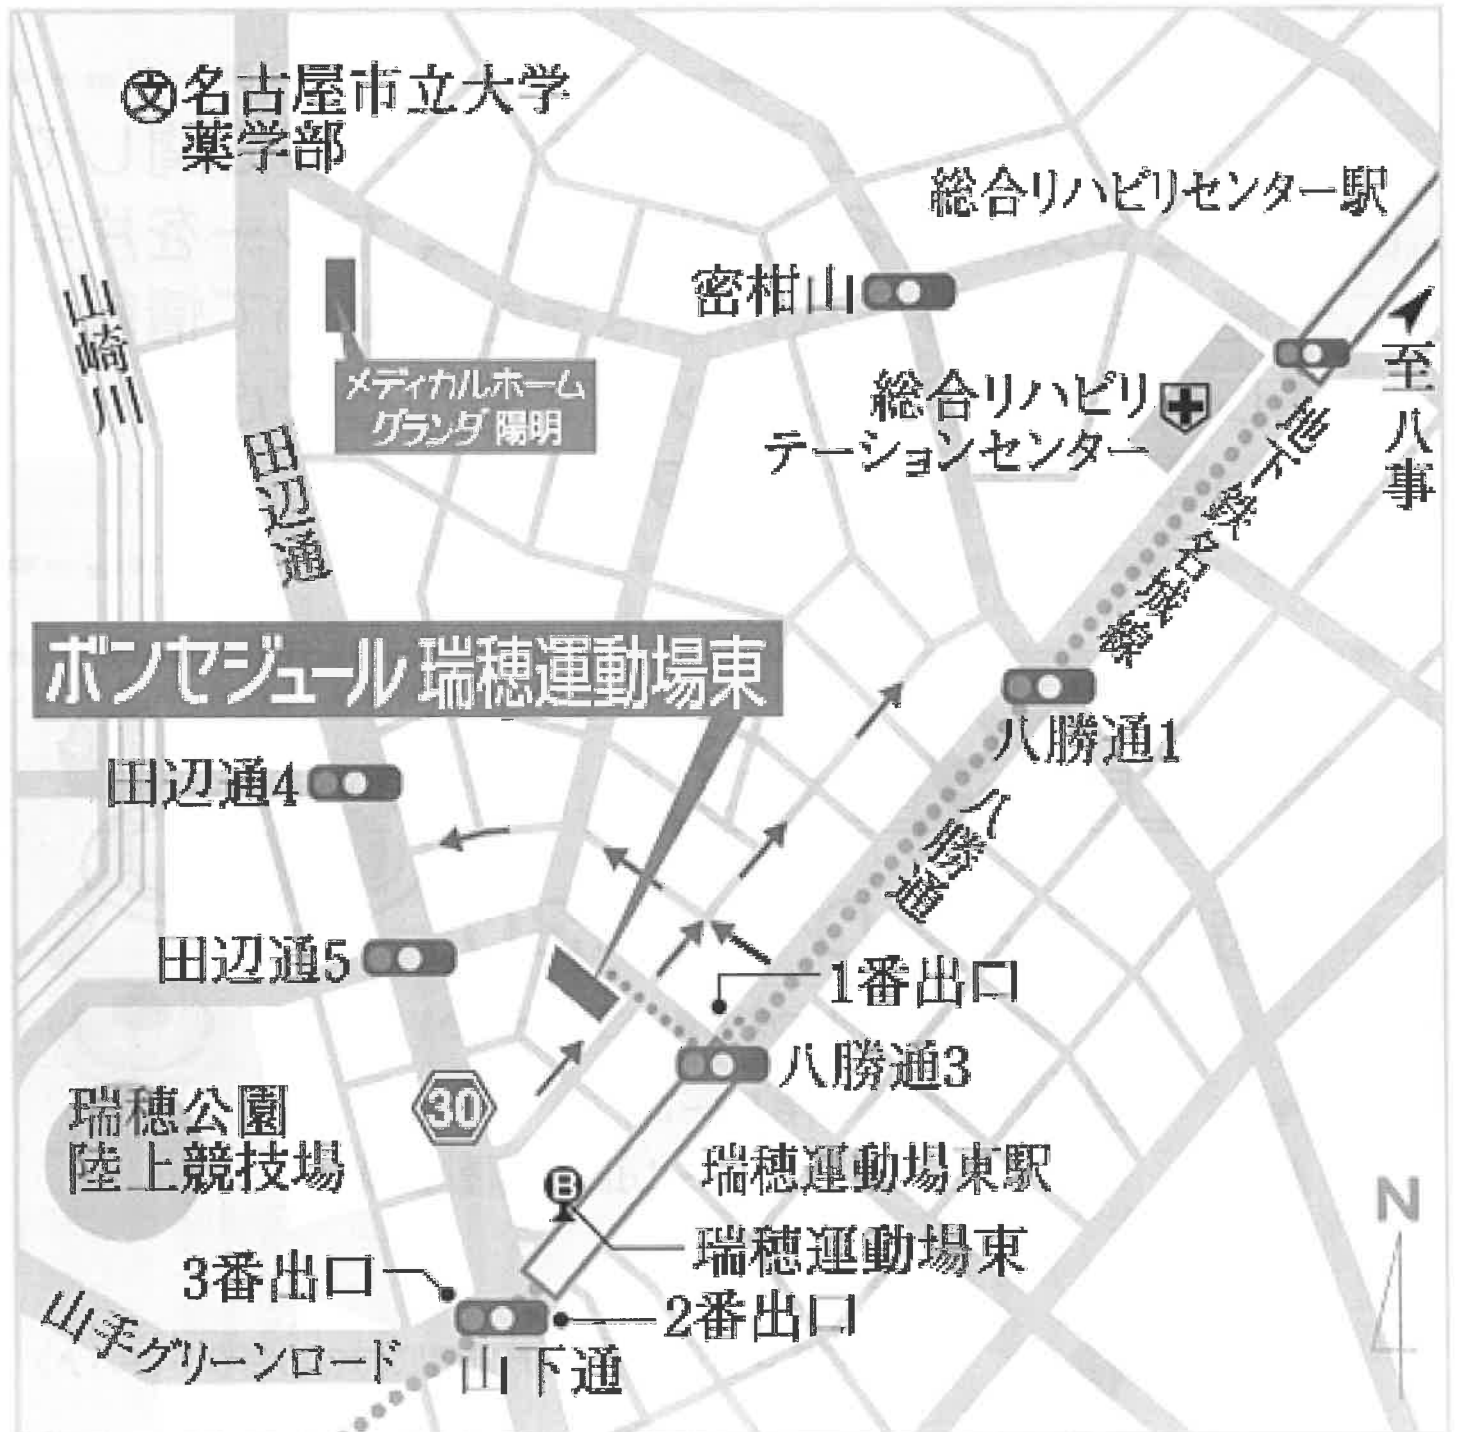 名古屋市立大学
薬学部
総合リハビリセンター駅
密柑山
山崎川
至八事
メディカルホーム
グランダ 陽明
総合リハビリ
テーションセンター
地下鉄名城線
田辺通
ボンセジュール 瑞穂運動場東
八勝通1
田辺通4
八勝通
田辺通5
1番出口
八勝通3
30
瑞穂公園
陸上競技場
瑞穂運動場東駅
B
瑞穂運動場東
N
3番出口
2番出口
山手グリーンロード
山下通